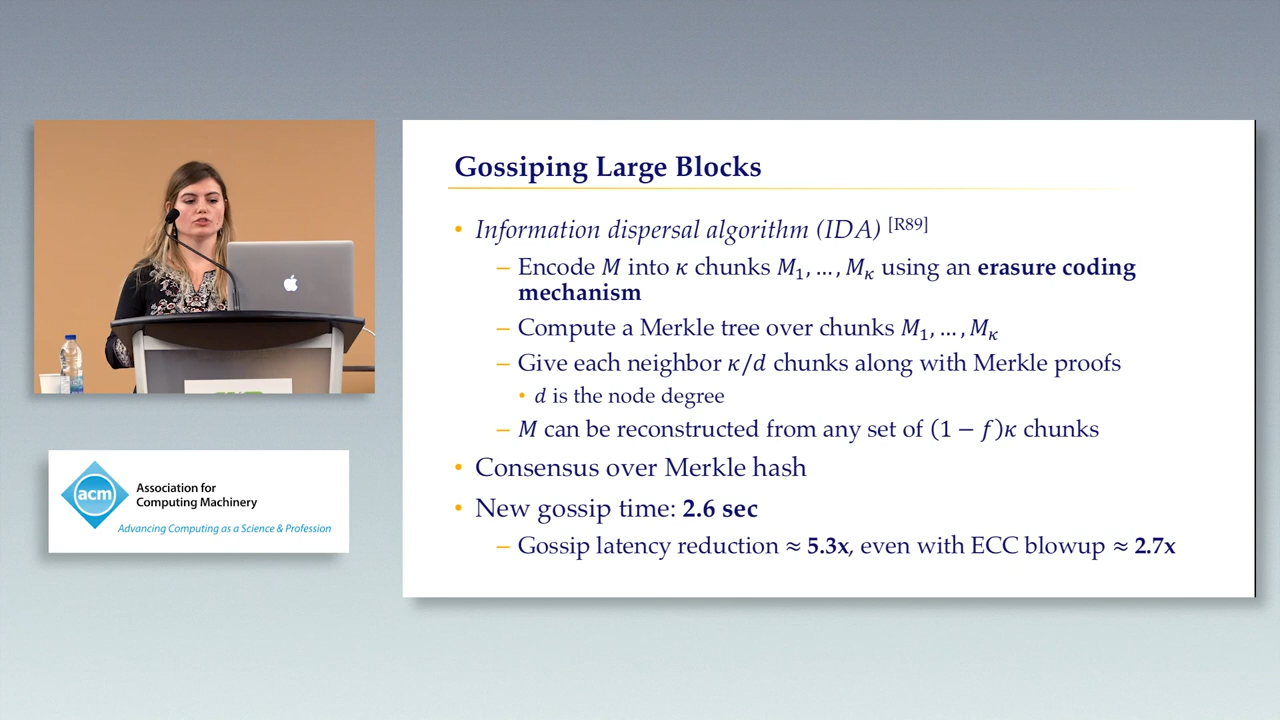 Gossiping Large Blocks
• Information dispersal algorithm (IDA) [R89]
– Encode M into κ chunks M₁, … , Mκ using an erasure coding
mechanism
– Compute a Merkle tree over chunks M₁, … , Mκ
– Give each neighbor κ/d chunks along with Merkle proofs
• d is the node degree
– M can be reconstructed from any set of (1 − f)κ chunks
• Consensus over Merkle hash
• New gossip time: 2.6 sec
– Gossip latency reduction ≈ 5.3x, even with ECC blowup ≈ 2.7x
acm
Association for
Computing Machinery
Advancing Computing as a Science & Profession